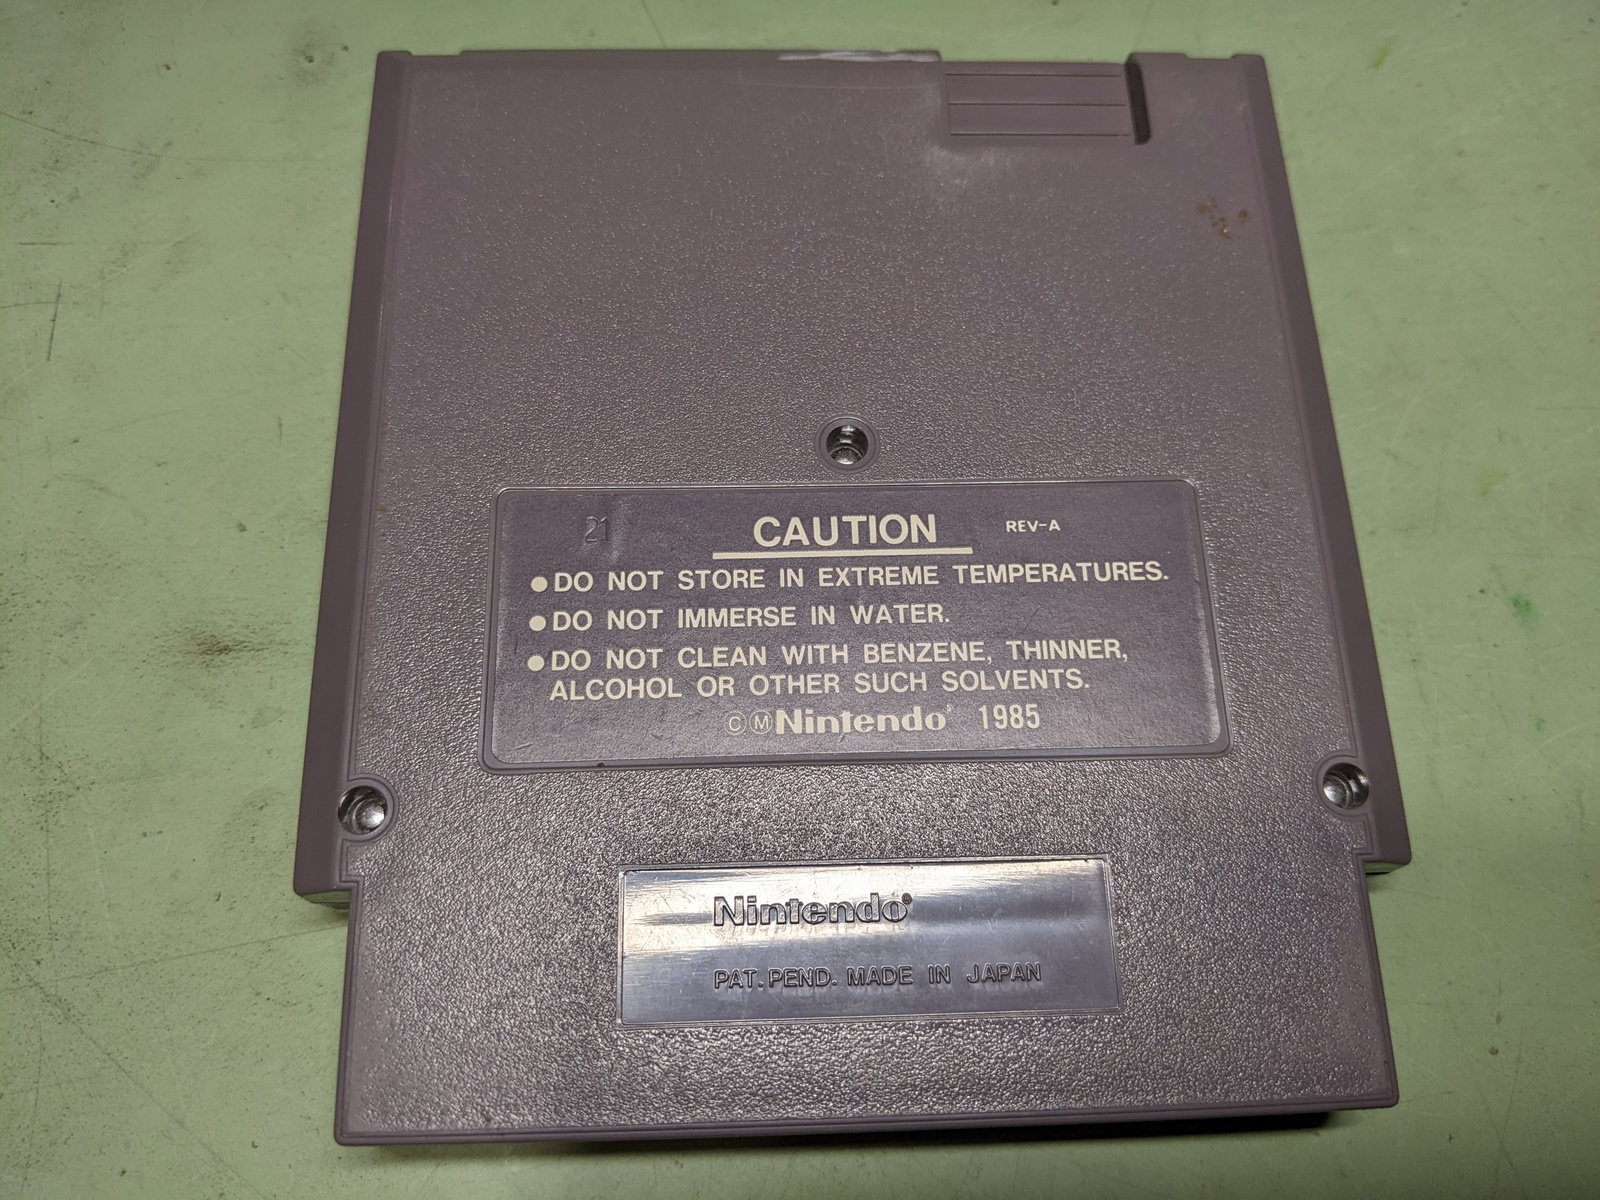 21 CAUTION REV-A
●DO NOT STORE IN EXTREME TEMPERATURES.
●DO NOT IMMERSE IN WATER.
●DO NOT CLEAN WITH BENZENE, THINNER,
ALCOHOL OR OTHER SUCH SOLVENTS.
ⒸⓂNintendo® 1985
Nintendo®
PAT. PEND. MADE IN JAPAN